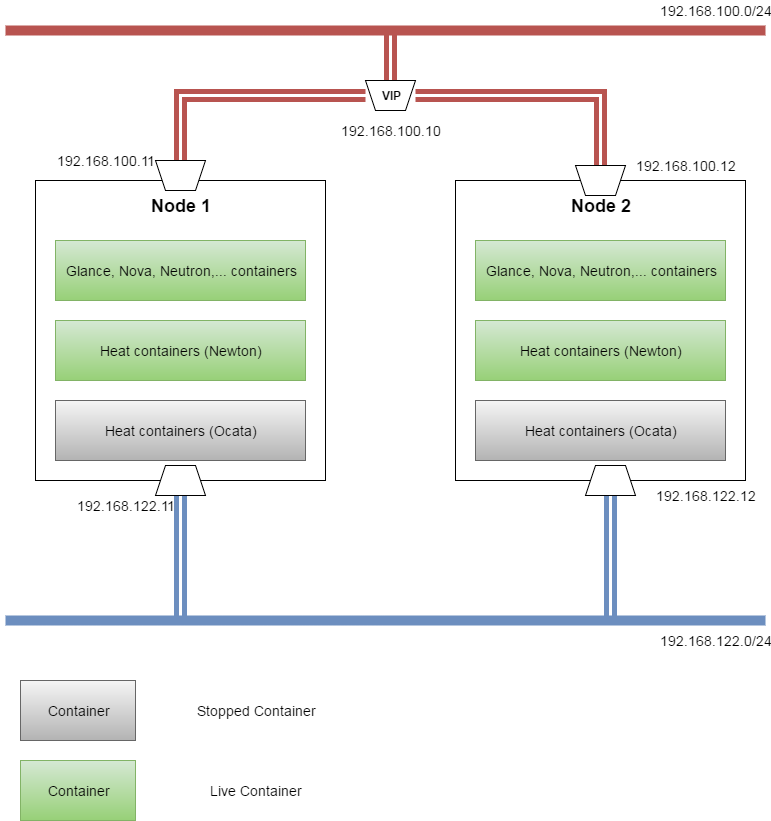 192.168.100.0/24
VIP
192.168.100.10
192.168.100.11
192.168.100.12
Node 1
Node 2
Glance, Nova, Neutron,... containers
Glance, Nova, Neutron,... containers
Heat containers (Newton)
Heat containers (Newton)
Heat containers (Ocata)
Heat containers (Ocata)
192.168.122.11
192.168.122.12
192.168.122.0/24
Container
Stopped Container
Container
Live Container